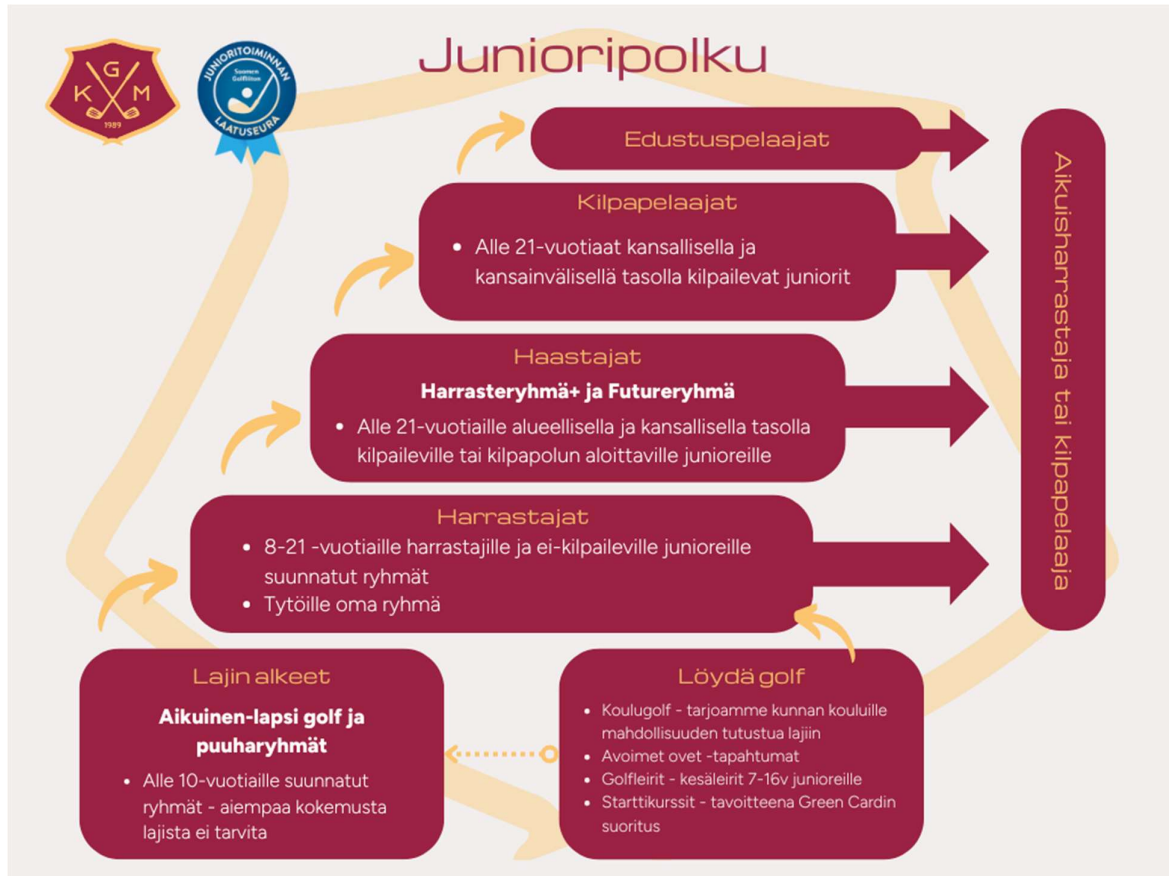 Junioripolku
G
K M
1989
JUNIORITOIMINNAN
Suomen
Golfliiton
LAATUSEURA
Edustuspelaajat
Kilpapelaajat
• Alle 21-vuotiaat kansallisella ja
kansainvälisellä tasolla kilpailevat juniorit
Haastajat
Harrasteryhmä+ ja Futureryhmä
• Alle 21-vuotiaille alueellisella ja kansallisella tasolla
kilpaileville tai kilpapolun aloittaville junioreille
Harrastajat
• 8-21 -vuotiaille harrastajille ja ei-kilpaileville junioreille
suunnatut ryhmät
• Tytöille oma ryhmä
Aikuisharrastaja tai kilpapelaaja
Lajin alkeet
Aikuinen-lapsi golf ja
puuharyhmät
• Alle 10-vuotiaille suunnatut
ryhmät - aiempaa kokemusta
lajista ei tarvita
Löydä golf
• Koulugolf - tarjoamme kunnan kouluille
mahdollisuuden tutustua lajiin
• Avoimet ovet -tapahtumat
• Golfleirit - kesäleirit 7-16v junioreille
• Starttikurssit - tavoitteena Green Cardin
suoritus